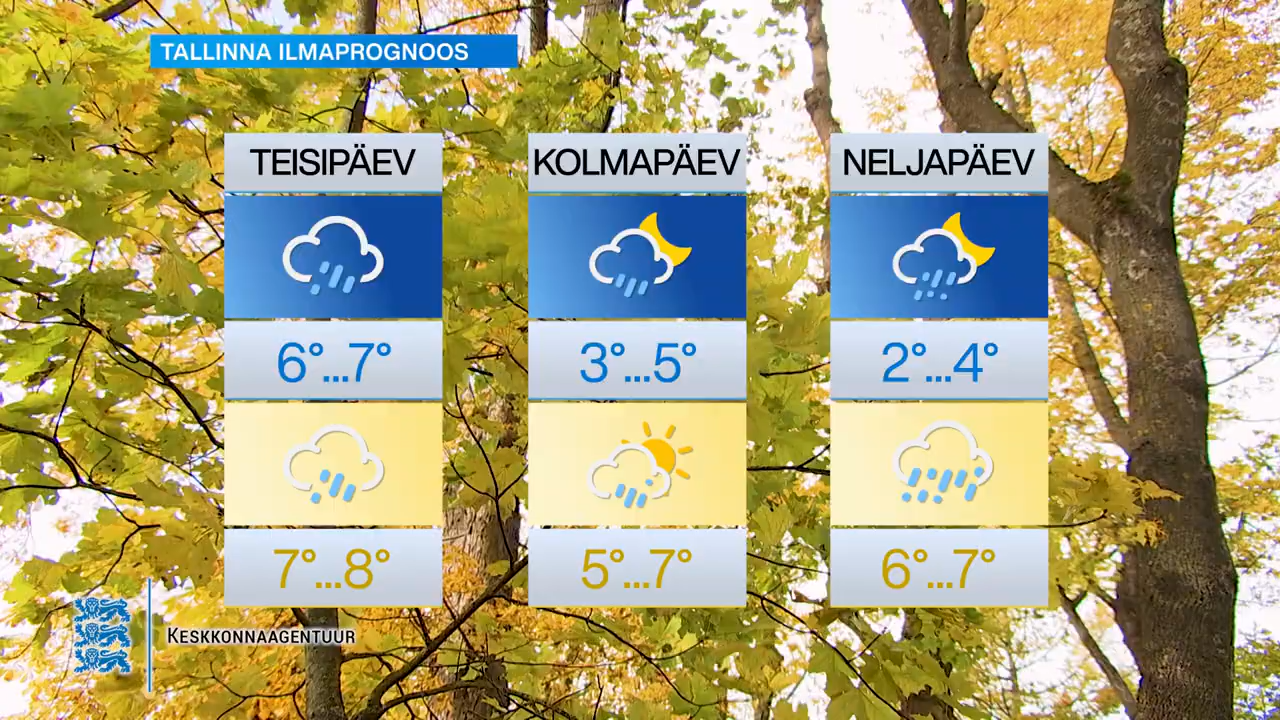 TALLINNA ILMAPROGNOOS
TEISIPÄEV
KOLMAPÄEV
NELJAPÄEV
6°...7°
3°...5°
2°...4°
7°...8°
5°...7°
6°...7°
KESKKONNAAGENTUUR